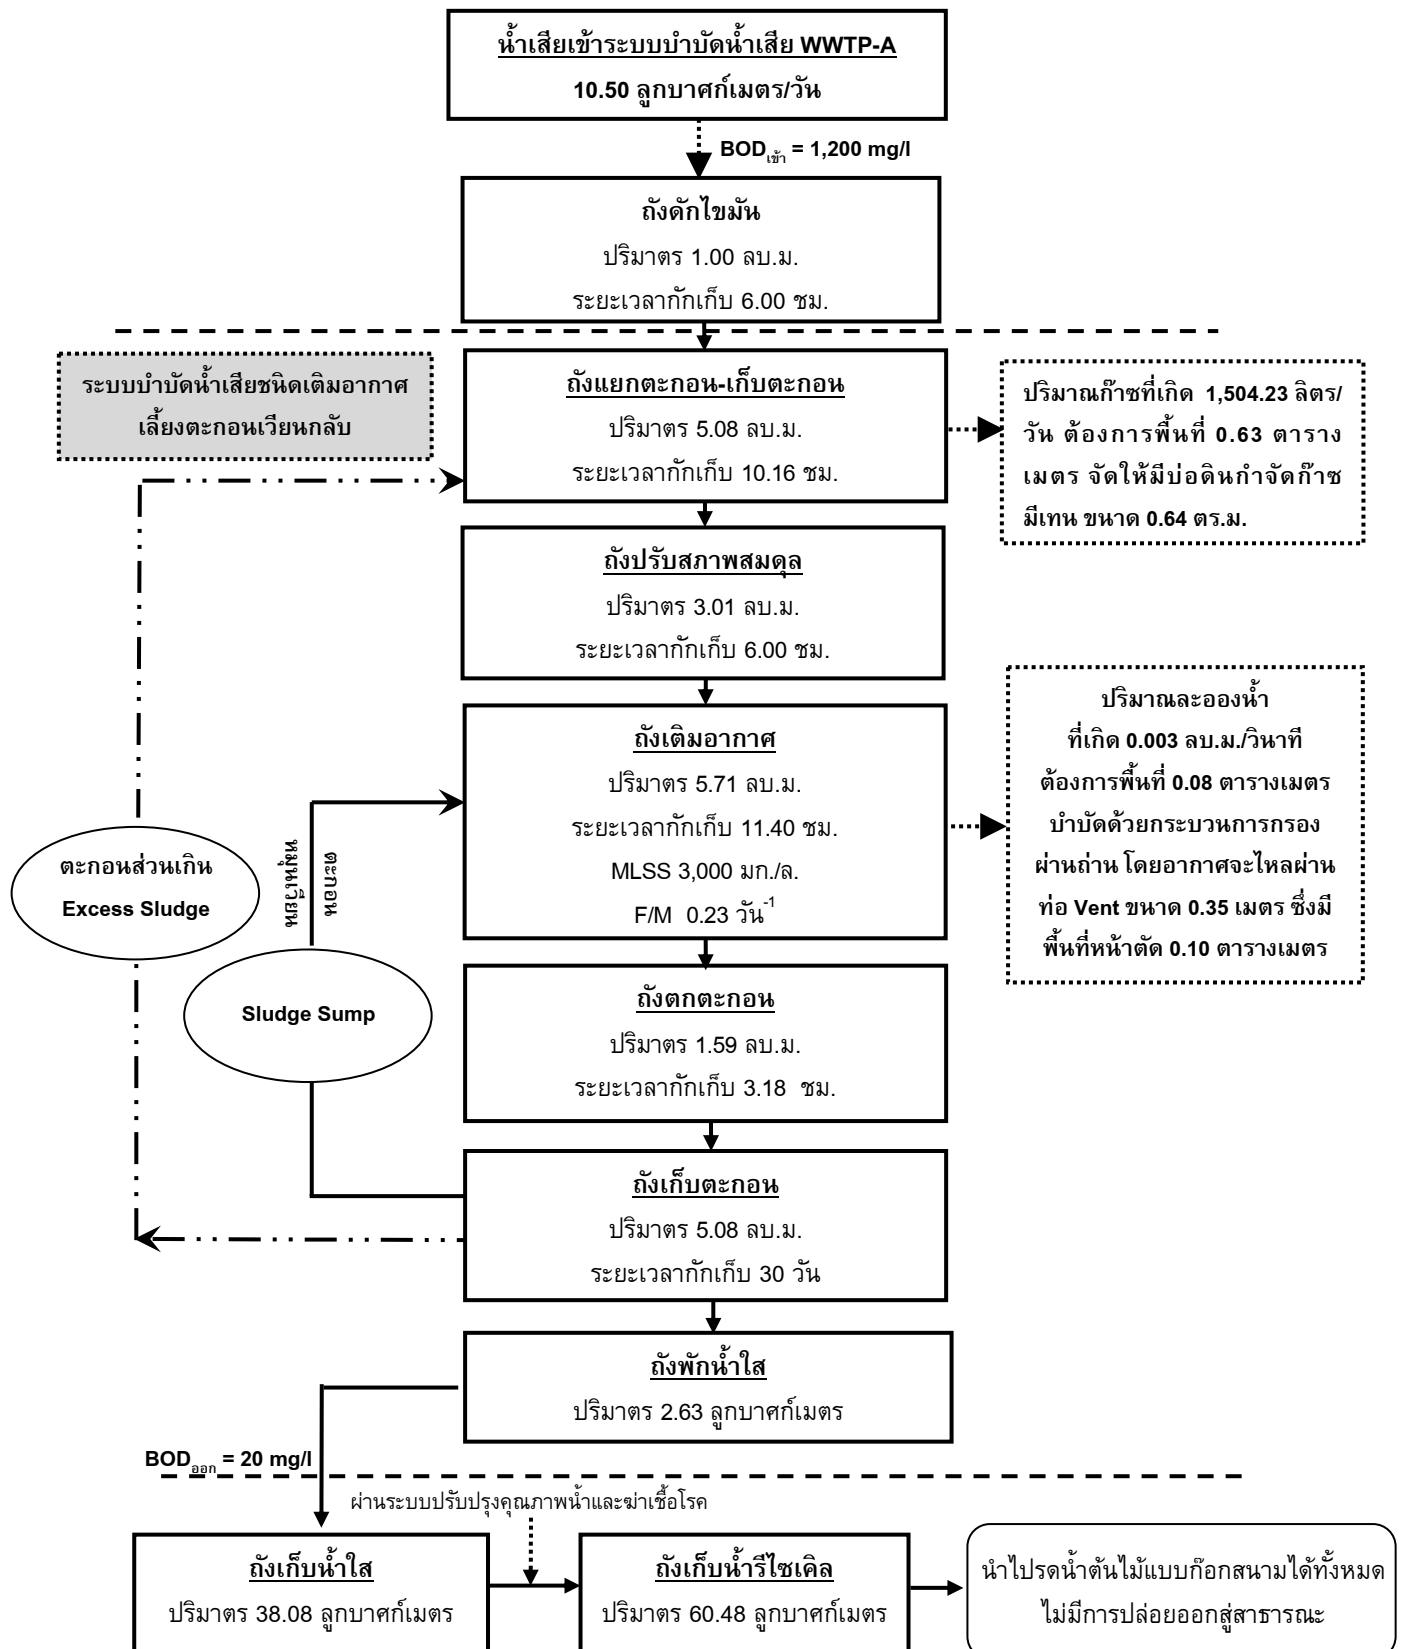 น้ำเสียเข้าระบบบำบัดน้ำเสีย WWTP-A
10.50 ลูกบาศก์เมตร/วัน
BODเข้า = 1,200 mg/l
ถังดักไขมัน
ปริมาตร 1.00 ลบ.ม.
ระยะเวลากักเก็บ 6.00 ชม.
ระบบบำบัดน้ำเสียชนิดเติมอากาศ
เลี้ยงตะกอนเวียนกลับ
ถังแยกตะกอน-เก็บตะกอน
ปริมาตร 5.08 ลบ.ม.
ระยะเวลากักเก็บ 10.16 ชม.
ปริมาณก๊าซที่เกิด 1,504.23 ลิตร/
วัน ต้องการพื้นที่ 0.63 ตาราง
เมตร จัดให้มีบ่อดินกำจัดก๊าซ
มีเทน ขนาด 0.64 ตร.ม.
ถังปรับสภาพสมดุล
ปริมาตร 3.01 ลบ.ม.
ระยะเวลากักเก็บ 6.00 ชม.
ถังเติมอากาศ
ปริมาตร 5.71 ลบ.ม.
ระยะเวลากักเก็บ 11.40 ชม.
MLSS 3,000 มก./ล.
F/M 0.23 วัน-1
ปริมาณละอองน้ำ
ที่เกิด 0.003 ลบ.ม./วินาที
ต้องการพื้นที่ 0.08 ตารางเมตร
บำบัดด้วยกระบวนการกรอง
ผ่านถ่าน โดยอากาศจะไหลผ่าน
ท่อ Vent ขนาด 0.35 เมตร ซึ่งมี
พื้นที่หน้าตัด 0.10 ตารางเมตร
ตะกอน
หมุนเวียน
ตะกอนส่วนเกิน
Excess Sludge
Sludge Sump
ถังตกตะกอน
ปริมาตร 1.59 ลบ.ม.
ระยะเวลากักเก็บ 3.18 ชม.
ถังเก็บตะกอน
ปริมาตร 5.08 ลบ.ม.
ระยะเวลากักเก็บ 30 วัน
ถังพักน้ำใส
ปริมาตร 2.63 ลูกบาศก์เมตร
BODออก = 20 mg/l
ผ่านระบบปรับปรุงคุณภาพน้ำและฆ่าเชื้อโรค
ถังเก็บน้ำใส
ปริมาตร 38.08 ลูกบาศก์เมตร
ถังเก็บน้ำรีไซเคิล
ปริมาตร 60.48 ลูกบาศก์เมตร
นำไปรดน้ำต้นไม้แบบก๊อกสนามได้ทั้งหมด
ไม่มีการปล่อยออกสู่สาธารณะ